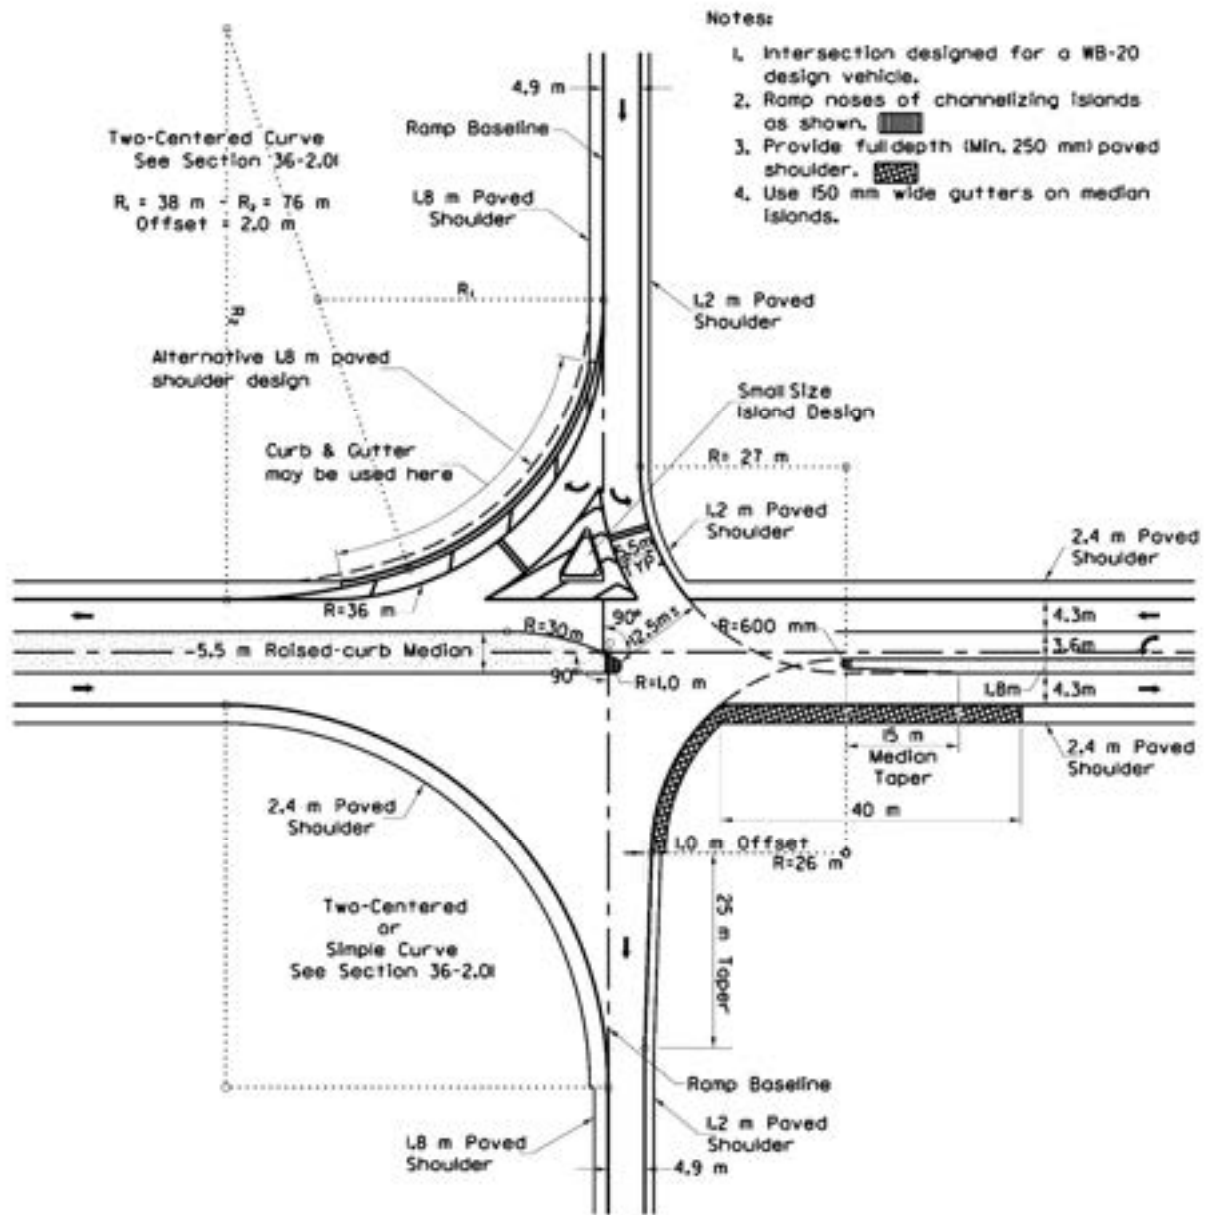 Notes:
1. Intersection designed for a WB-20
design vehicle.
2. Ramp noses of channelizing islands
as shown.
3. Provide full depth (Min. 250 mm) paved
shoulder.
4. Use 150 mm wide gutters on median
islands.
4.9 m
Ramp Baseline
Two-Centered Curve
See Section 36-2.01
R₁ = 38 m - R₂ = 76 m
Offset = 2.0 m
1.8 m Paved
Shoulder
R₁
R₂
1.2 m Paved
Shoulder
Alternative 1.8 m paved
shoulder design
Small Size
Island Design
Curb & Gutter
may be used here
R= 27 m
1.2 m Paved
Shoulder
2.4 m Paved
Shoulder
5.5m
TYP.
R=36 m
R=30m
90°
12.5m±
R=600 mm
4.3m
3.6m
5.5 m Raised-curb Median
90°
R=1.0 m
1.8m
4.3m
15 m
Median
Taper
2.4 m Paved
Shoulder
40 m
2.4 m Paved
Shoulder
1.0 m Offset
R=26 m
25 m Taper
Two-Centered
or
Simple Curve
See Section 36-2.01
Ramp Baseline
1.2 m Paved
Shoulder
1.8 m Paved
Shoulder
4.9 m